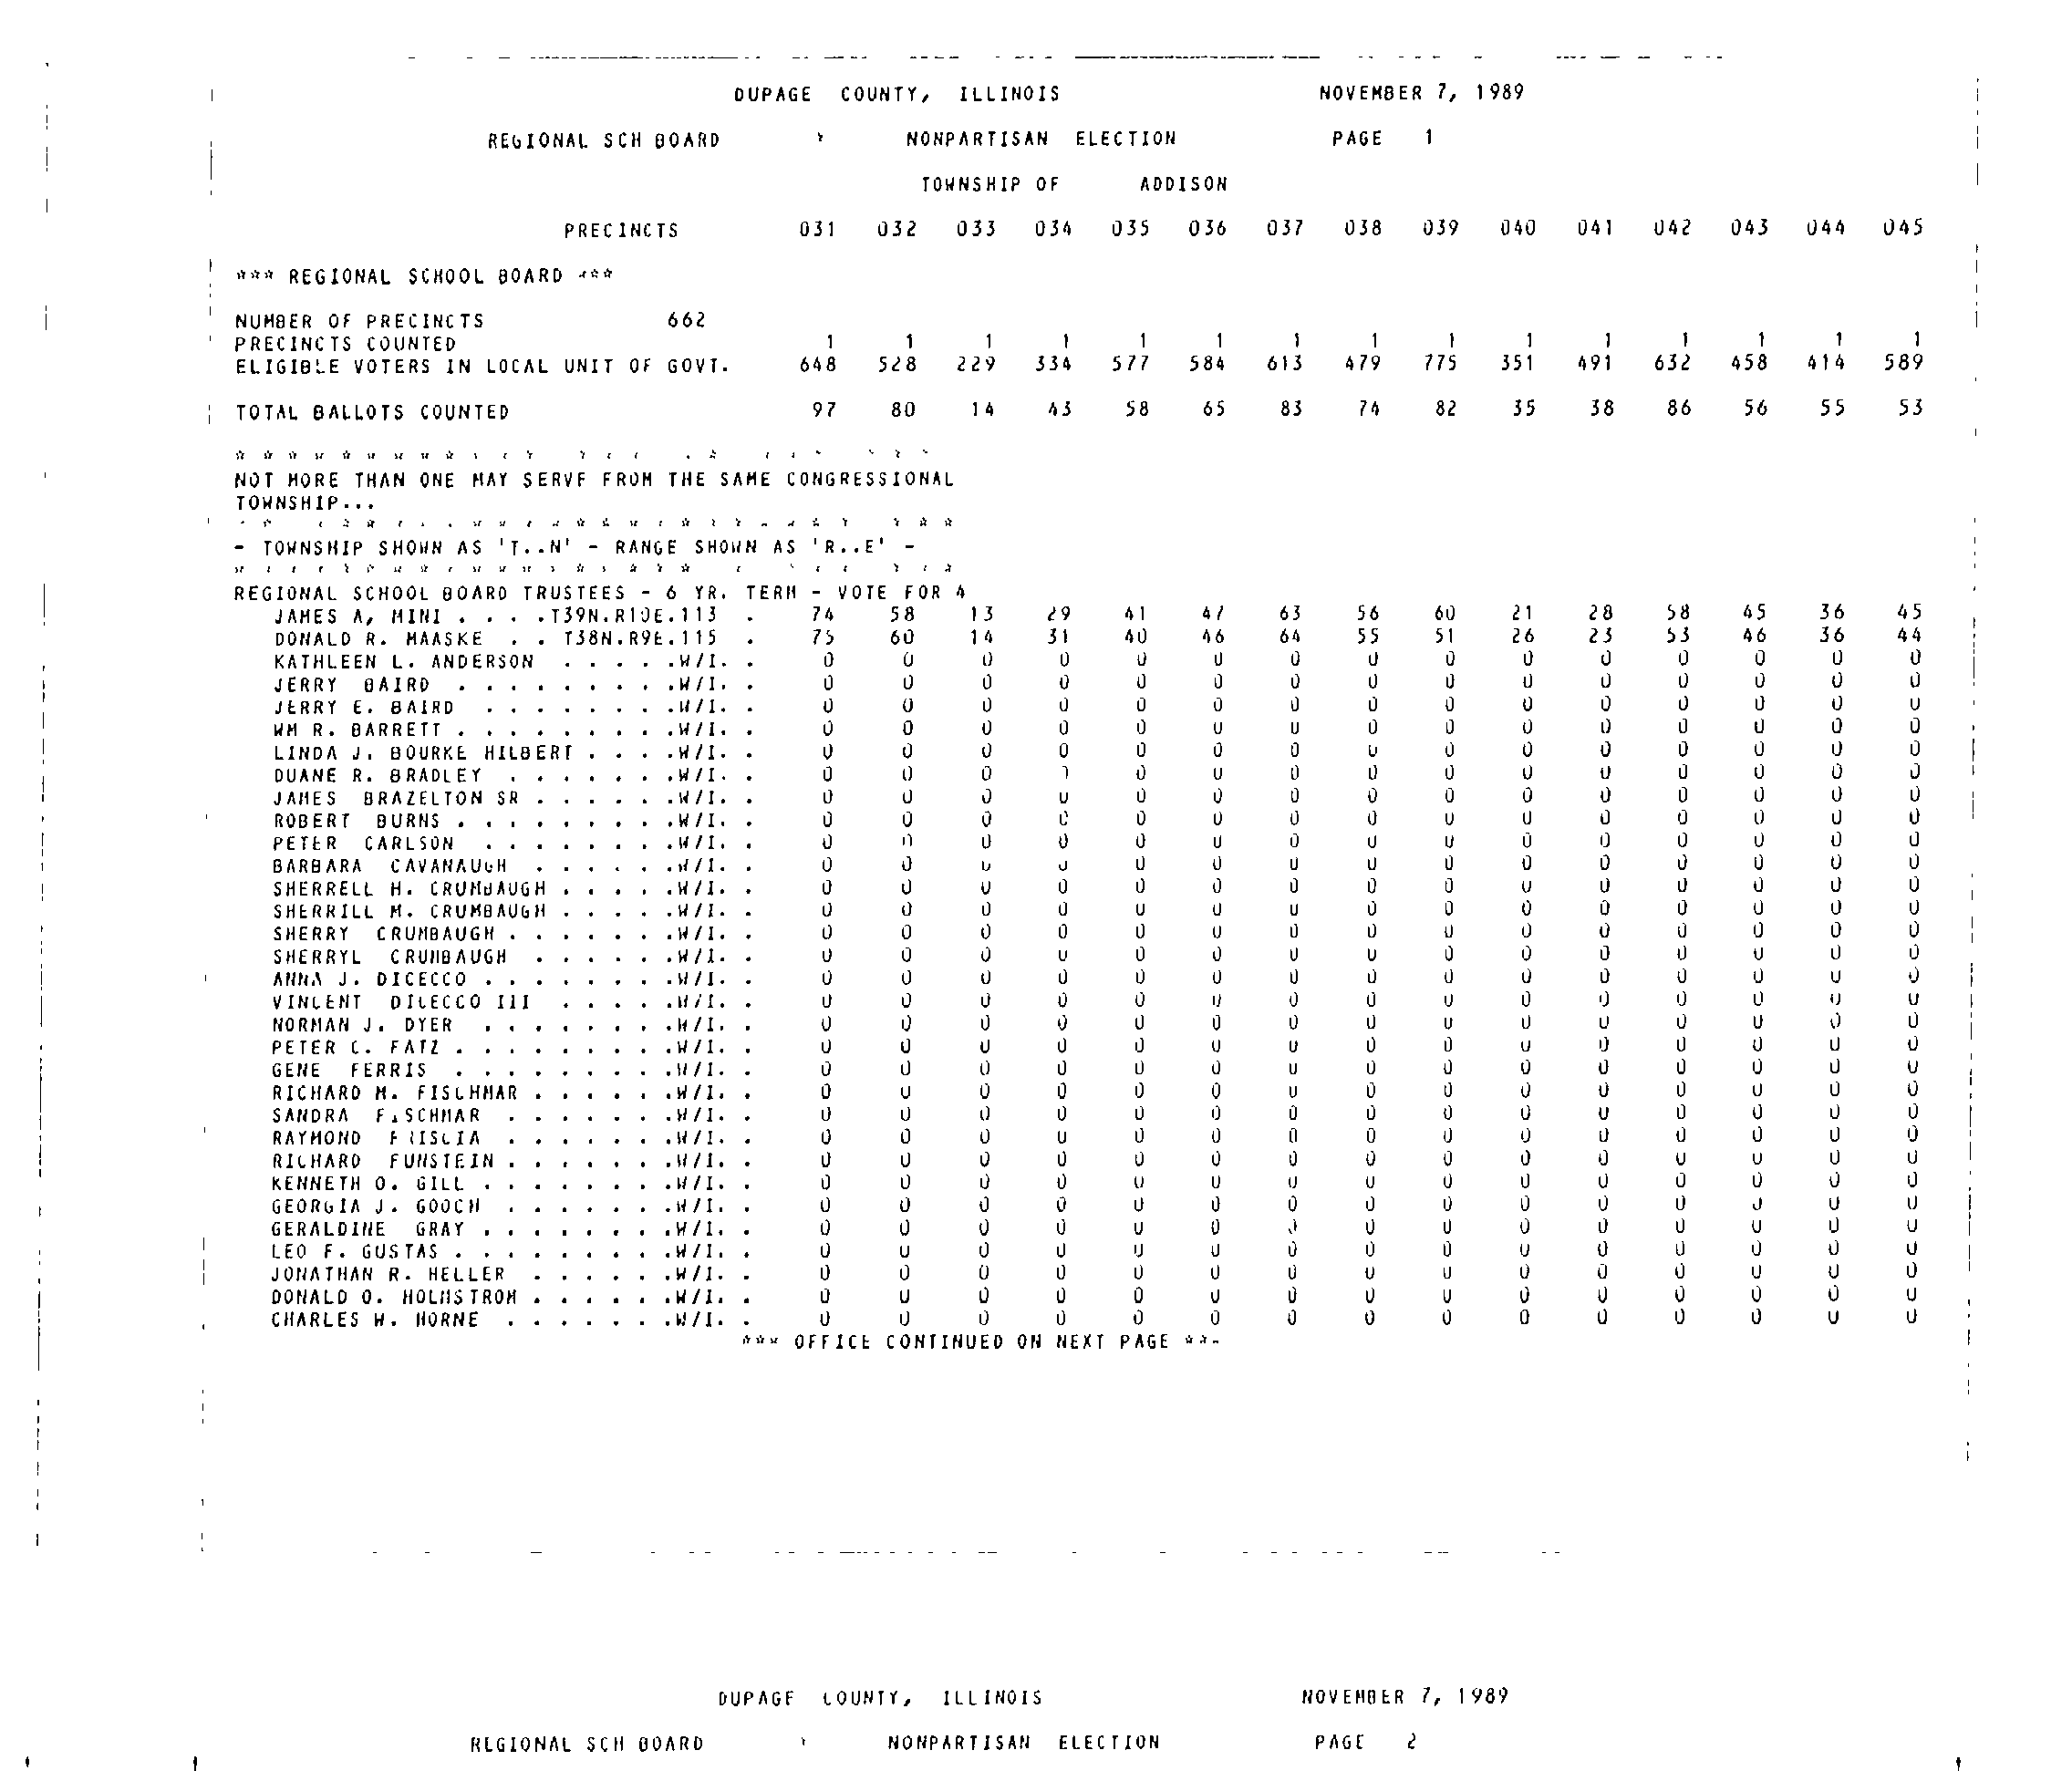 DUPAGE COUNTY, ILLINOIS NOVEMBER 7, 1989
REGIONAL SCH BOARD NONPARTISAN ELECTION PAGE 1
TOWNSHIP OF ADDISON
PRECINCTS 031 032 033 034 035 036 037 038 039 040 041 042 043 044 045
*** REGIONAL SCHOOL BOARD ***
NUMBER OF PRECINCTS 662
PRECINCTS COUNTED 1 1 1 1 1 1 1 1 1 1 1 1 1 1 1
ELIGIBLE VOTERS IN LOCAL UNIT OF GOVT. 648 528 229 334 577 584 613 479 775 351 491 632 458 414 589
TOTAL BALLOTS COUNTED 97 80 14 43 58 65 83 74 82 35 38 86 56 55 53
NOT MORE THAN ONE MAY SERVE FROM THE SAME CONGRESSIONAL
TOWNSHIP...
- TOWNSHIP SHOWN AS 'T..N' - RANGE SHOWN AS 'R..E' -
REGIONAL SCHOOL BOARD TRUSTEES - 6 YR. TERM - VOTE FOR 4
JAMES A. MINI . . . .T39N.R10E.113 . 74 58 13 29 41 47 63 56 60 21 28 58 45 36 45
DONALD R. MAASKE . . T38N.R9E.115 . 75 60 14 31 40 46 64 55 51 26 23 53 46 36 44
KATHLEEN L. ANDERSON . . . . .W/I. . 0 0 0 0 0 0 0 0 0 0 0 0 0 0 0
JERRY BAIRD . . . . . . . . .W/I. . 0 0 0 0 0 0 0 0 0 0 0 0 0 0 0
JERRY E. BAIRD . . . . . . . .W/I. . 0 0 0 0 0 0 0 0 0 0 0 0 0 0 0
WM R. BARRETT . . . . . . . . .W/I. . 0 0 0 0 0 0 0 0 0 0 0 0 0 0 0
LINDA J. BOURKE HILBERT . . . .W/I. . 0 0 0 0 0 0 0 0 0 0 0 0 0 0 0
DUANE R. BRADLEY . . . . . . .W/I. . 0 0 0 0 0 0 0 0 0 0 0 0 0 0 0
JAMES BRAZELTON SR . . . . . .W/I. . 0 0 0 0 0 0 0 0 0 0 0 0 0 0 0
ROBERT BURNS . . . . . . . . .W/I. . 0 0 0 0 0 0 0 0 0 0 0 0 0 0 0
PETER CARLSON . . . . . . . .W/I. . 0 0 0 0 0 0 0 0 0 0 0 0 0 0 0
BARBARA CAVANAUGH . . . . . .W/I. . 0 0 0 0 0 0 0 0 0 0 0 0 0 0 0
SHERRELL H. CRUMBAUGH . . . . .W/I. . 0 0 0 0 0 0 0 0 0 0 0 0 0 0 0
SHERRILL M. CRUMBAUGH . . . . .W/I. . 0 0 0 0 0 0 0 0 0 0 0 0 0 0 0
SHERRY CRUMBAUGH . . . . . . .W/I. . 0 0 0 0 0 0 0 0 0 0 0 0 0 0 0
SHERRYL CRUMBAUGH . . . . . .W/I. . 0 0 0 0 0 0 0 0 0 0 0 0 0 0 0
ANNA J. DICECCO . . . . . . . .W/I. . 0 0 0 0 0 0 0 0 0 0 0 0 0 0 0
VINCENT DICECCO III . . . . .W/I. . 0 0 0 0 0 0 0 0 0 0 0 0 0 0 0
NORMAN J. DYER . . . . . . . .W/I. . 0 0 0 0 0 0 0 0 0 0 0 0 0 0 0
PETER C. FATZ . . . . . . . . .W/I. . 0 0 0 0 0 0 0 0 0 0 0 0 0 0 0
GENE FERRIS . . . . . . . . .W/I. . 0 0 0 0 0 0 0 0 0 0 0 0 0 0 0
RICHARD M. FISCHMAR . . . . . .W/I. . 0 0 0 0 0 0 0 0 0 0 0 0 0 0 0
SANDRA FISCHMAR . . . . . . .W/I. . 0 0 0 0 0 0 0 0 0 0 0 0 0 0 0
RAYMOND FRISCIA . . . . . . .W/I. . 0 0 0 0 0 0 0 0 0 0 0 0 0 0 0
RICHARD FUNSTEIN . . . . . . .W/I. . 0 0 0 0 0 0 0 0 0 0 0 0 0 0 0
KENNETH O. GILL . . . . . . . .W/I. . 0 0 0 0 0 0 0 0 0 0 0 0 0 0 0
GEORGIA J. GOOCH . . . . . . .W/I. . 0 0 0 0 0 0 0 0 0 0 0 0 0 0 0
GERALDINE GRAY . . . . . . . .W/I. . 0 0 0 0 0 0 0 0 0 0 0 0 0 0 0
LEO F. GUSTAS . . . . . . . . .W/I. . 0 0 0 0 0 0 0 0 0 0 0 0 0 0 0
JONATHAN R. HELLER . . . . . .W/I. . 0 0 0 0 0 0 0 0 0 0 0 0 0 0 0
DONALD O. HOLMSTROM . . . . . .W/I. . 0 0 0 0 0 0 0 0 0 0 0 0 0 0 0
CHARLES W. HORNE . . . . . . .W/I. . 0 0 0 0 0 0 0 0 0 0 0 0 0 0 0
*** OFFICE CONTINUED ON NEXT PAGE ***
DUPAGE COUNTY, ILLINOIS NOVEMBER 7, 1989
REGIONAL SCH BOARD NONPARTISAN ELECTION PAGE 2